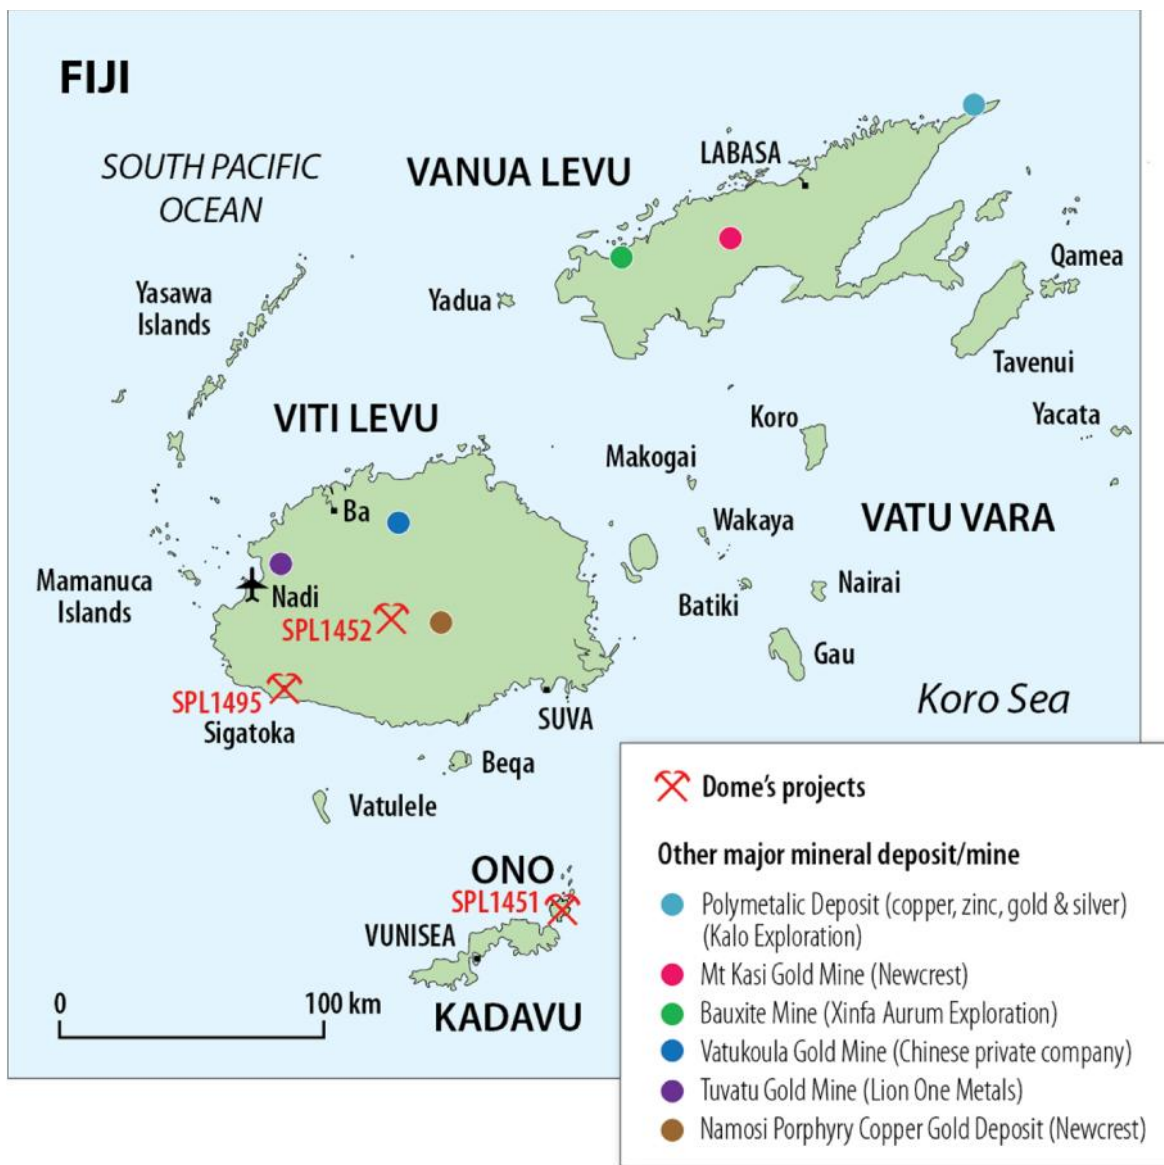 FIJI
SOUTH PACIFIC
OCEAN
VANUA LEVU
LABASA
Qamea
Yasawa
Islands
Yadua
Tavenui
VITI LEVU
Koro
Yacata
Makogai
Ba
Wakaya
VATU VARA
Mamanuca
Islands
Nadi
Batiki
Nairai
SPL1452
Gau
SPL1495
Sigatoka
SUVA
Koro Sea
Beqa
Vatulele
ONO
SPL1451
VUNISEA
KADAVU
0
100 km
Dome's projects
Other major mineral deposit/mine
Polymetalic Deposit (copper, zinc, gold & silver)
(Kalo Exploration)
Mt Kasi Gold Mine (Newcrest)
Bauxite Mine (Xinfa Aurum Exploration)
Vatukoula Gold Mine (Chinese private company)
Tuvatu Gold Mine (Lion One Metals)
Namosi Porphyry Copper Gold Deposit (Newcrest)